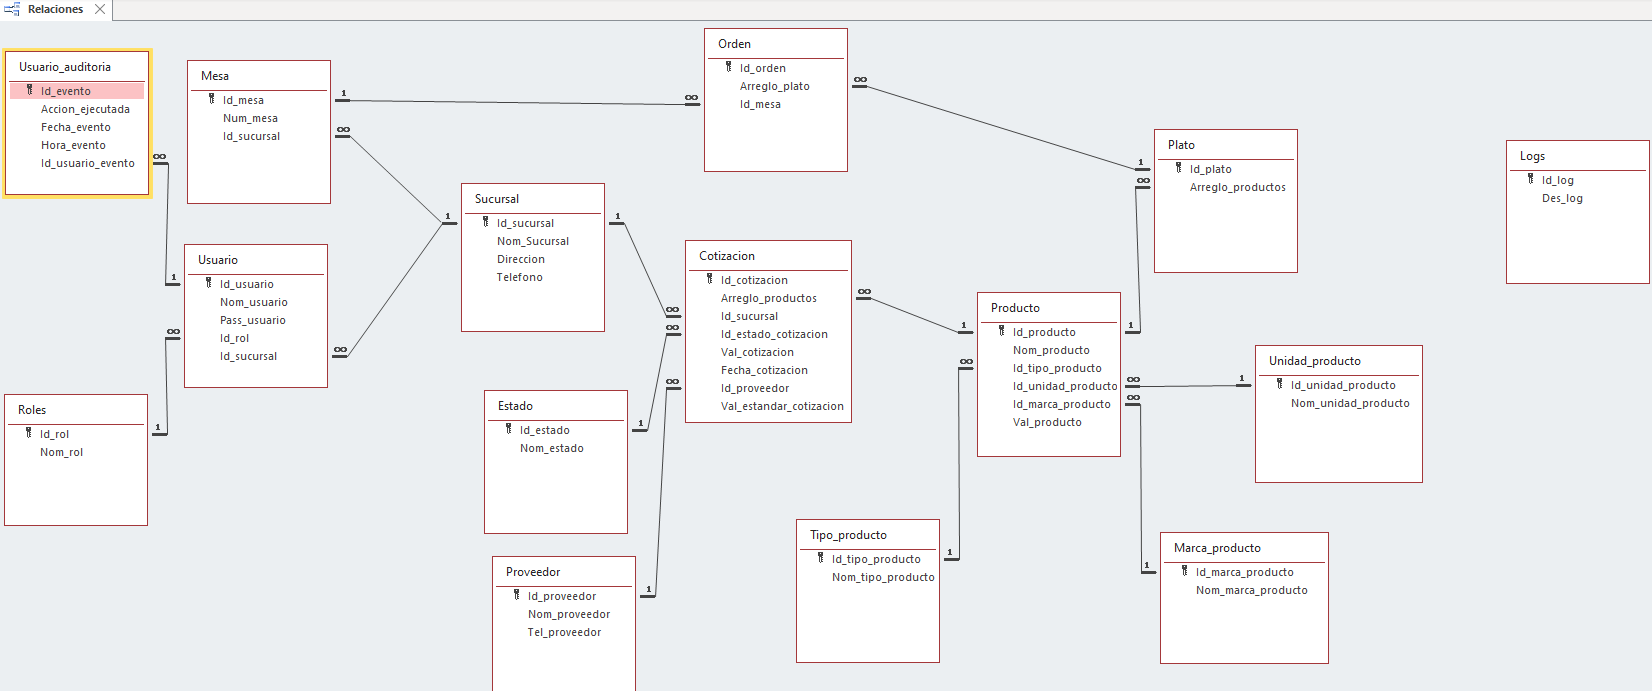 Relaciones
Usuario_auditoria
Id_evento
Accion_ejecutada
Fecha_evento
Hora_evento
Id_usuario_evento
Mesa
Id_mesa
Num_mesa
Id_sucursal
Orden
Id_orden
Arreglo_plato
Id_mesa
Plato
Id_plato
Arreglo_productos
Logs
Id_log
Des_log
Sucursal
Id_sucursal
Nom_Sucursal
Direccion
Telefono
Usuario
Id_usuario
Nom_usuario
Pass_usuario
Id_rol
Id_sucursal
Cotizacion
Id_cotizacion
Arreglo_productos
Id_sucursal
Id_estado_cotizacion
Val_cotizacion
Fecha_cotizacion
Id_proveedor
Val_estandar_cotizacion
Producto
Id_producto
Nom_producto
Id_tipo_producto
Id_unidad_producto
Id_marca_producto
Val_producto
Unidad_producto
Id_unidad_producto
Nom_unidad_producto
Roles
Id_rol
Nom_rol
Estado
Id_estado
Nom_estado
Proveedor
Id_proveedor
Nom_proveedor
Tel_proveedor
Tipo_producto
Id_tipo_producto
Nom_tipo_producto
Marca_producto
Id_marca_producto
Nom_marca_producto
1
∞
∞
1
∞
1
∞
1
∞
1
∞
1
∞
1
∞
∞
1
∞
1
1
∞
1
∞
1
∞
1